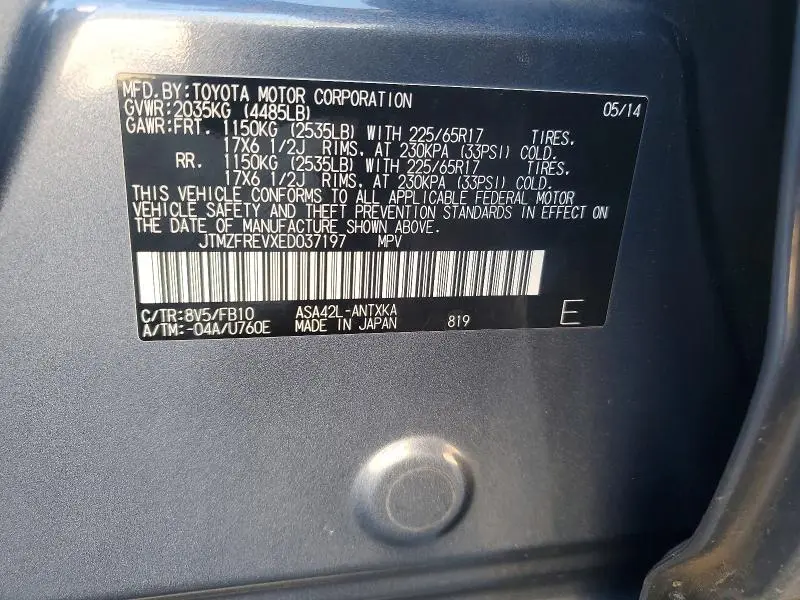 MFD. BY: TOYOTA MOTOR CORPORATION 05/14
GVWR: 2035KG (4485LB)
GAWR: FRT. 1150KG (2535LB) WITH 225/65R17 TIRES.
17X6 1/2J RIMS. AT 230KPA (33PSI) COLD.
RR. 1150KG (2535LB) WITH 225/65R17 TIRES.
17X6 1/2J RIMS. AT 230KPA (33PSI) COLD.
THIS VEHICLE CONFORMS TO ALL APPLICABLE FEDERAL MOTOR
VEHICLE SAFETY AND THEFT PREVENTION STANDARDS IN EFFECT ON
THE DATE OF MANUFACTURE SHOWN ABOVE.
JTMZFREVXED037197 MPV
C/TR: 8V5/FB10 ASA42L-ANTXKA
A/TM: -04A/U760E MADE IN JAPAN 819 E